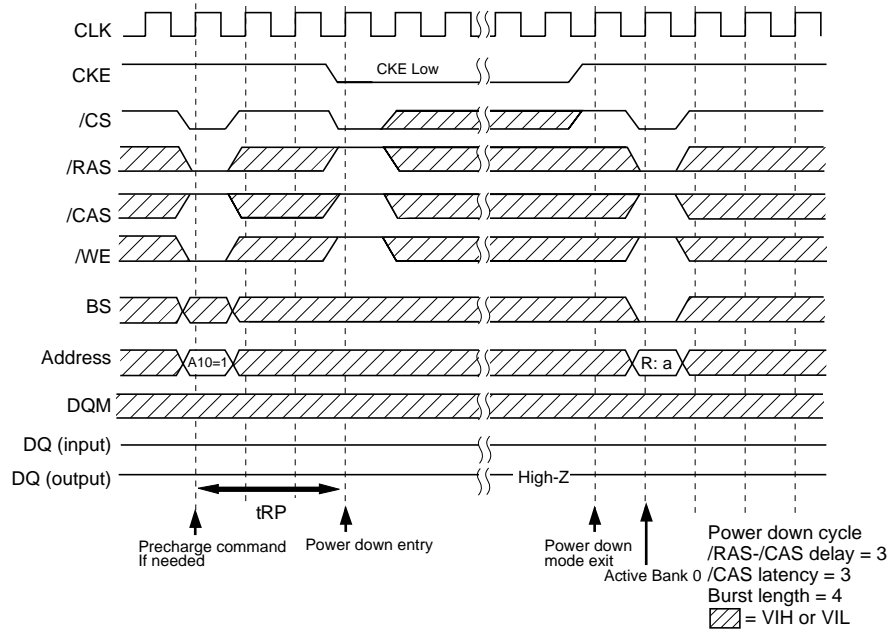 CLK
CKE
CKE Low
/CS
/RAS
/CAS
/WE
BS
Address
A10=1
R: a
DQM
DQ (input)
DQ (output)
High-Z
tRP
Precharge command
If needed
Power down entry
Power down
mode exit
Active Bank 0
Power down cycle
/RAS-/CAS delay = 3
/CAS latency = 3
Burst length = 4
= VIH or VIL